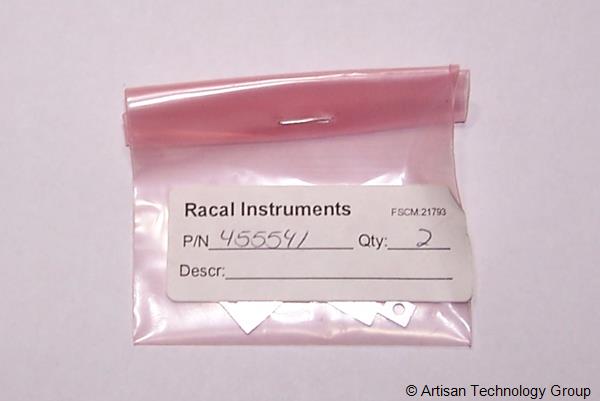 Racal Instruments FSCM:21793
P/N 455541 Qty: 2
Descr:
© Artisan Technology Group